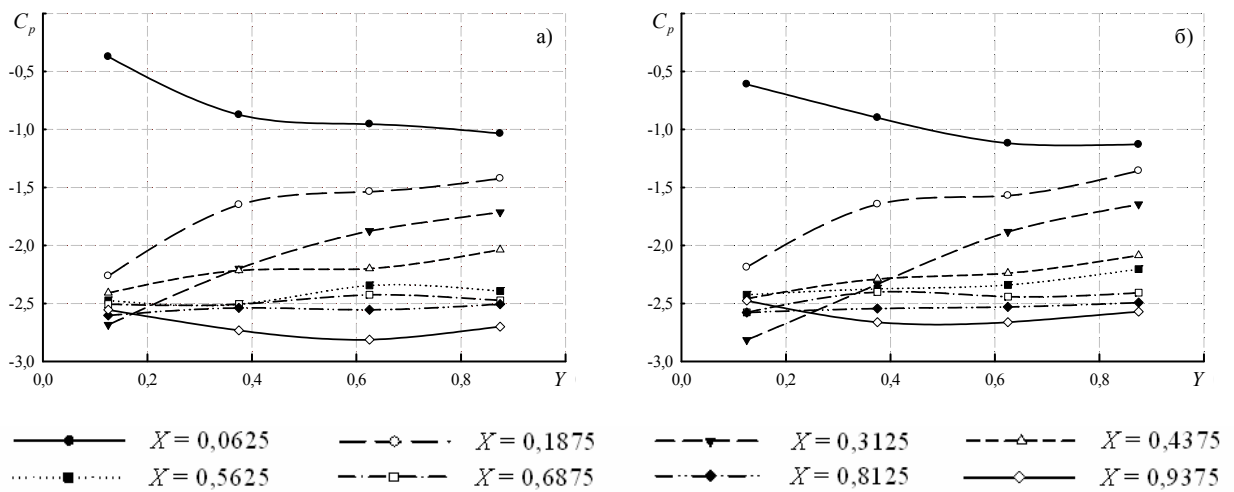 Cp
а)
-0,5
-1,0
-1,5
-2,0
-2,5
-3,0
0,0 0,2 0,4 0,6 0,8 Y
Cp
б)
-0,5
-1,0
-1,5
-2,0
-2,5
-3,0
0,0 0,2 0,4 0,6 0,8 Y
X = 0,0625 X = 0,1875 X = 0,3125 X = 0,4375
X = 0,5625 X = 0,6875 X = 0,8125 X = 0,9375